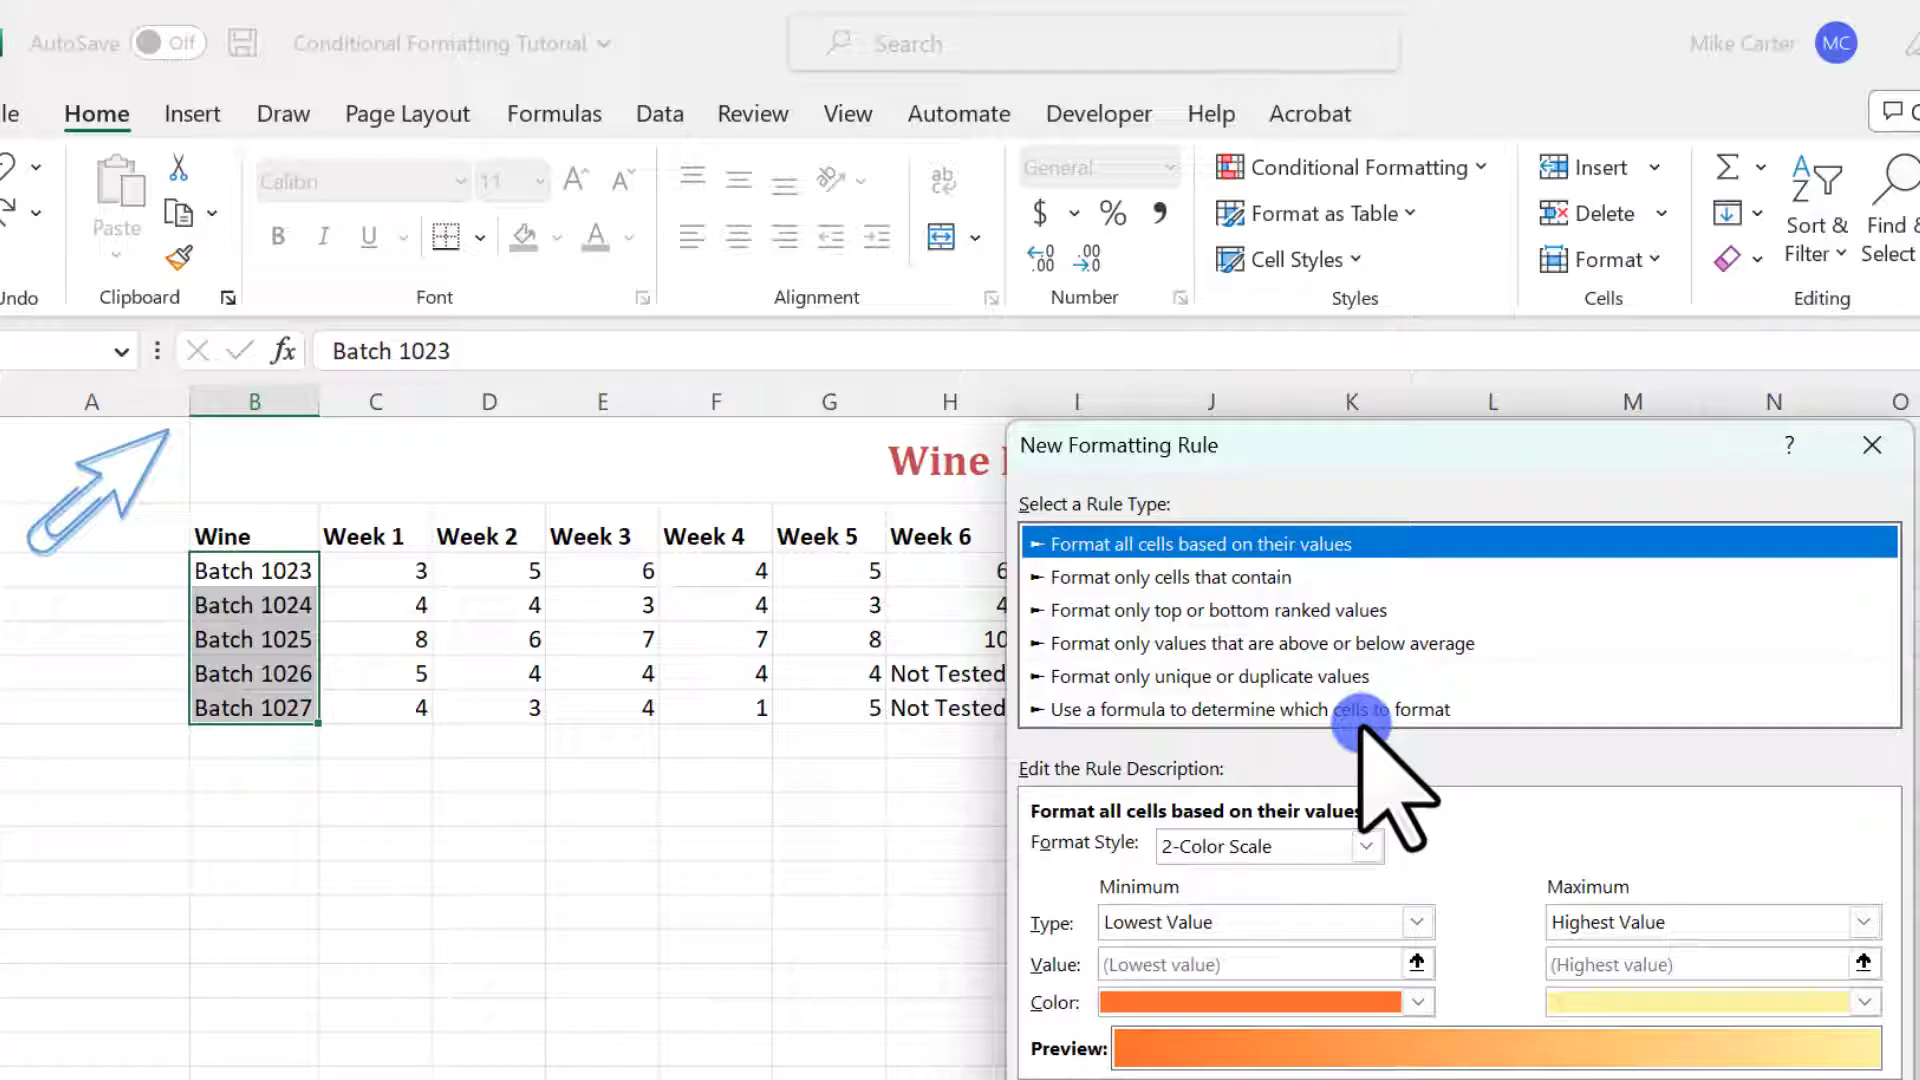 AutoSave Off Conditional Formatting Tutorial Search Mike Carter MC
le Home Insert Draw Page Layout Formulas Data Review View Automate Developer Help Acrobat
Paste
Undo
Clipboard
Calibri 11
B I U
Font
ab
Alignment
General
$ % 9
.00 .00
Number
Conditional Formatting
Format as Table
Cell Styles
Styles
Insert
Delete
Format
Cells
Sort & Filter
Find & Select
Editing
fx Batch 1023
A B C D E F G H I J K L M N O
Wine
Wine Week 1 Week 2 Week 3 Week 4 Week 5 Week 6
Batch 1023 3 5 6 4 5 6
Batch 1024 4 4 3 4 3 4
Batch 1025 8 6 7 7 8 10
Batch 1026 5 4 4 4 4 Not Tested
Batch 1027 4 3 4 1 5 Not Tested
New Formatting Rule ?
Select a Rule Type:
► Format all cells based on their values
► Format only cells that contain
► Format only top or bottom ranked values
► Format only values that are above or below average
► Format only unique or duplicate values
► Use a formula to determine which cells to format
Edit the Rule Description:
Format all cells based on their values
Format Style: 2-Color Scale
Minimum Maximum
Type: Lowest Value Highest Value
Value: (Lowest value) (Highest value)
Color:
Preview: